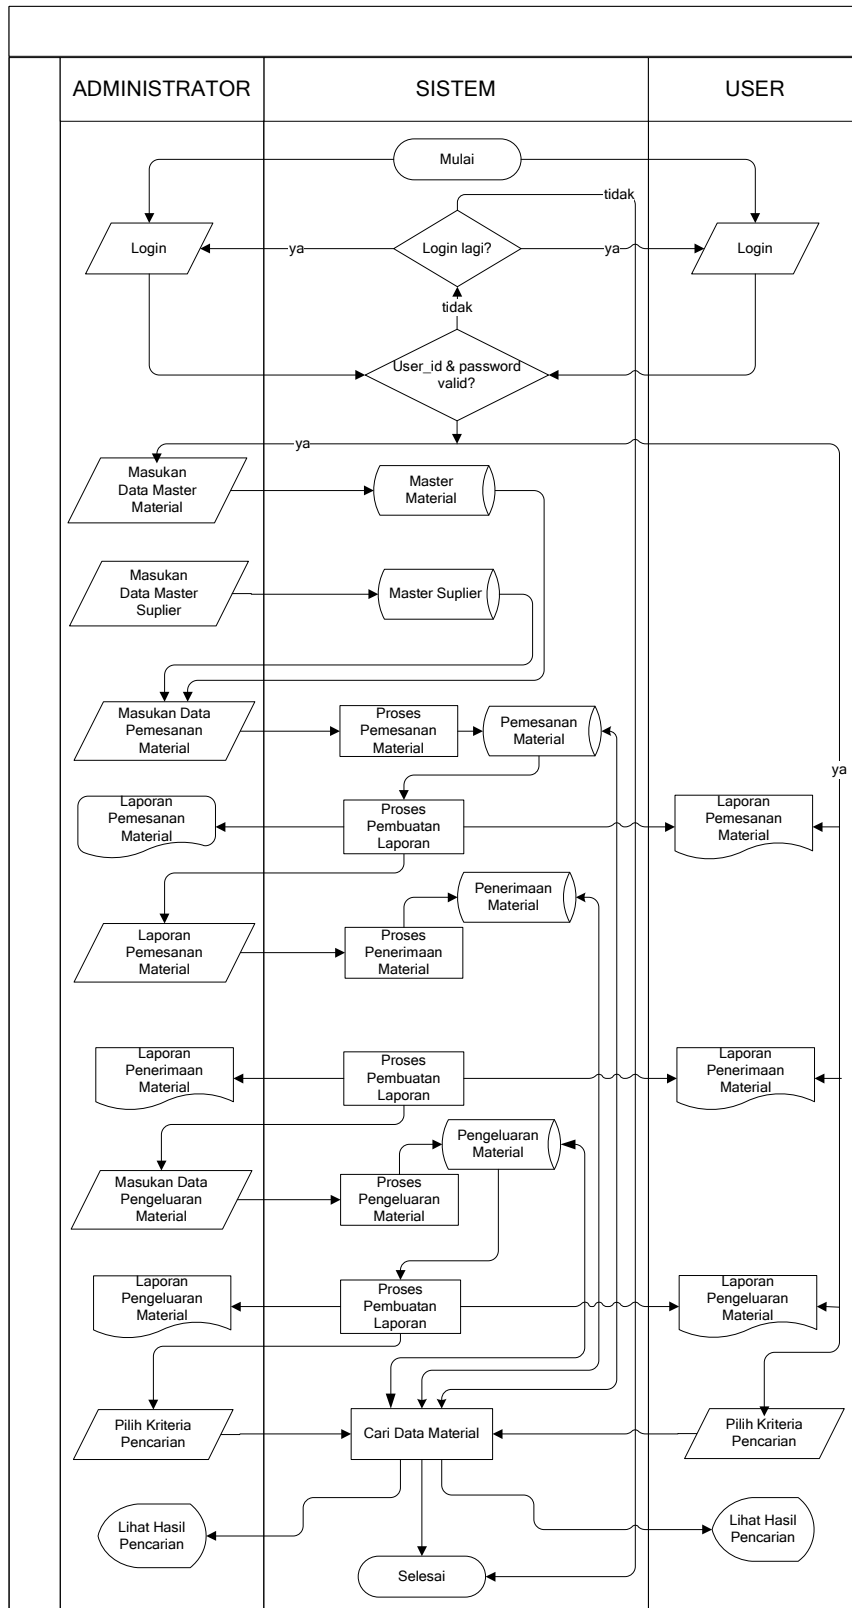 ADMINISTRATOR
SISTEM
USER
Mulai
tidak
Login
ya
Login lagi?
ya
Login
tidak
User_id & password
valid?
ya
Masukan
Data Master
Material
Master
Material
Masukan
Data Master
Suplier
Master Suplier
Masukan Data
Pemesanan
Material
Proses
Pemesanan
Material
Pemesanan
Material
ya
Laporan
Pemesanan
Material
Proses
Pembuatan
Laporan
Laporan
Pemesanan
Material
Penerimaan
Material
Laporan
Pemesanan
Material
Proses
Penerimaan
Material
Laporan
Penerimaan
Material
Proses
Pembuatan
Laporan
Laporan
Penerimaan
Material
Pengeluaran
Material
Masukan Data
Pengeluaran
Material
Proses
Pengeluaran
Material
Laporan
Pengeluaran
Material
Proses
Pembuatan
Laporan
Laporan
Pengeluaran
Material
Pilih Kriteria
Pencarian
Cari Data Material
Pilih Kriteria
Pencarian
Lihat Hasil
Pencarian
Lihat Hasil
Pencarian
Selesai